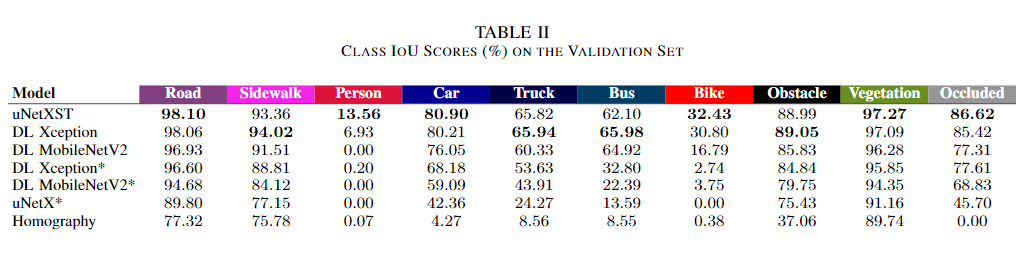 TABLE II
CLASS IOU SCORES (%) ON THE VALIDATION SET
Model Road Sidewalk Person Car Truck Bus Bike Obstacle Vegetation Occluded
uNetXST 98.10 93.36 13.56 80.90 65.82 62.10 32.43 88.99 97.27 86.62
DL Xception 98.06 94.02 6.93 80.21 65.94 65.98 30.80 89.05 97.09 85.42
DL MobileNetV2 96.93 91.51 0.00 76.05 60.33 64.92 16.79 85.83 96.28 77.31
DL Xception* 96.60 88.81 0.20 68.18 53.63 32.80 2.74 84.84 95.85 77.61
DL MobileNetV2* 94.68 84.12 0.00 59.09 43.91 22.39 3.75 79.75 94.35 68.83
uNetX* 89.80 77.15 0.00 42.36 24.27 13.59 0.00 75.43 91.16 45.70
Homography 77.32 75.78 0.07 4.27 8.56 8.55 0.38 37.06 89.74 0.00